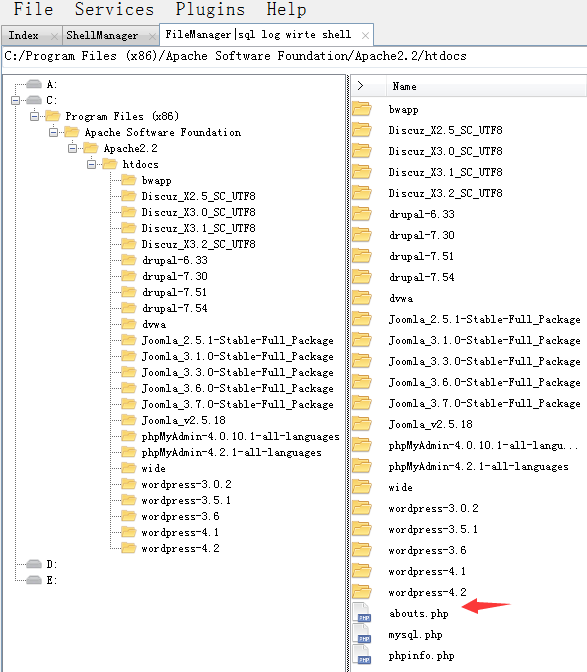 File Services Plugins Help
Index ShellManager FileManager|sql log wirte shell
C:/Program Files (x86)/Apache Software Foundation/Apache2.2/htdocs
A:
C:
Program Files (x86)
Apache Software Foundation
Apache2.2
htdocs
bwapp
Discuz_X2.5_SC_UTF8
Discuz_X3.0_SC_UTF8
Discuz_X3.1_SC_UTF8
Discuz_X3.2_SC_UTF8
drupal-6.33
drupal-7.30
drupal-7.51
drupal-7.54
dvwa
Joomla_2.5.1-Stable-Full_Package
Joomla_3.1.0-Stable-Full_Package
Joomla_3.3.0-Stable-Full_Package
Joomla_3.6.0-Stable-Full_Package
Joomla_3.7.0-Stable-Full_Package
Joomla_v2.5.18
phpMyAdmin-4.0.10.1-all-languages
phpMyAdmin-4.2.1-all-languages
wide
wordpress-3.0.2
wordpress-3.5.1
wordpress-3.6
wordpress-4.1
wordpress-4.2
D:
E:
Name
bwapp
Discuz_X2.5_SC_UTF8
Discuz_X3.0_SC_UTF8
Discuz_X3.1_SC_UTF8
Discuz_X3.2_SC_UTF8
drupal-6.33
drupal-7.30
drupal-7.51
drupal-7.54
dvwa
Joomla_2.5.1-Stable-Full_Package
Joomla_3.1.0-Stable-Full_Package
Joomla_3.3.0-Stable-Full_Package
Joomla_3.6.0-Stable-Full_Package
Joomla_3.7.0-Stable-Full_Package
Joomla_v2.5.18
phpMyAdmin-4.0.10.1-all-langu...
phpMyAdmin-4.2.1-all-languages
wide
wordpress-3.0.2
wordpress-3.5.1
wordpress-3.6
wordpress-4.1
wordpress-4.2
PHP abouts.php
PHP mysql.php
PHP phpinfo.php